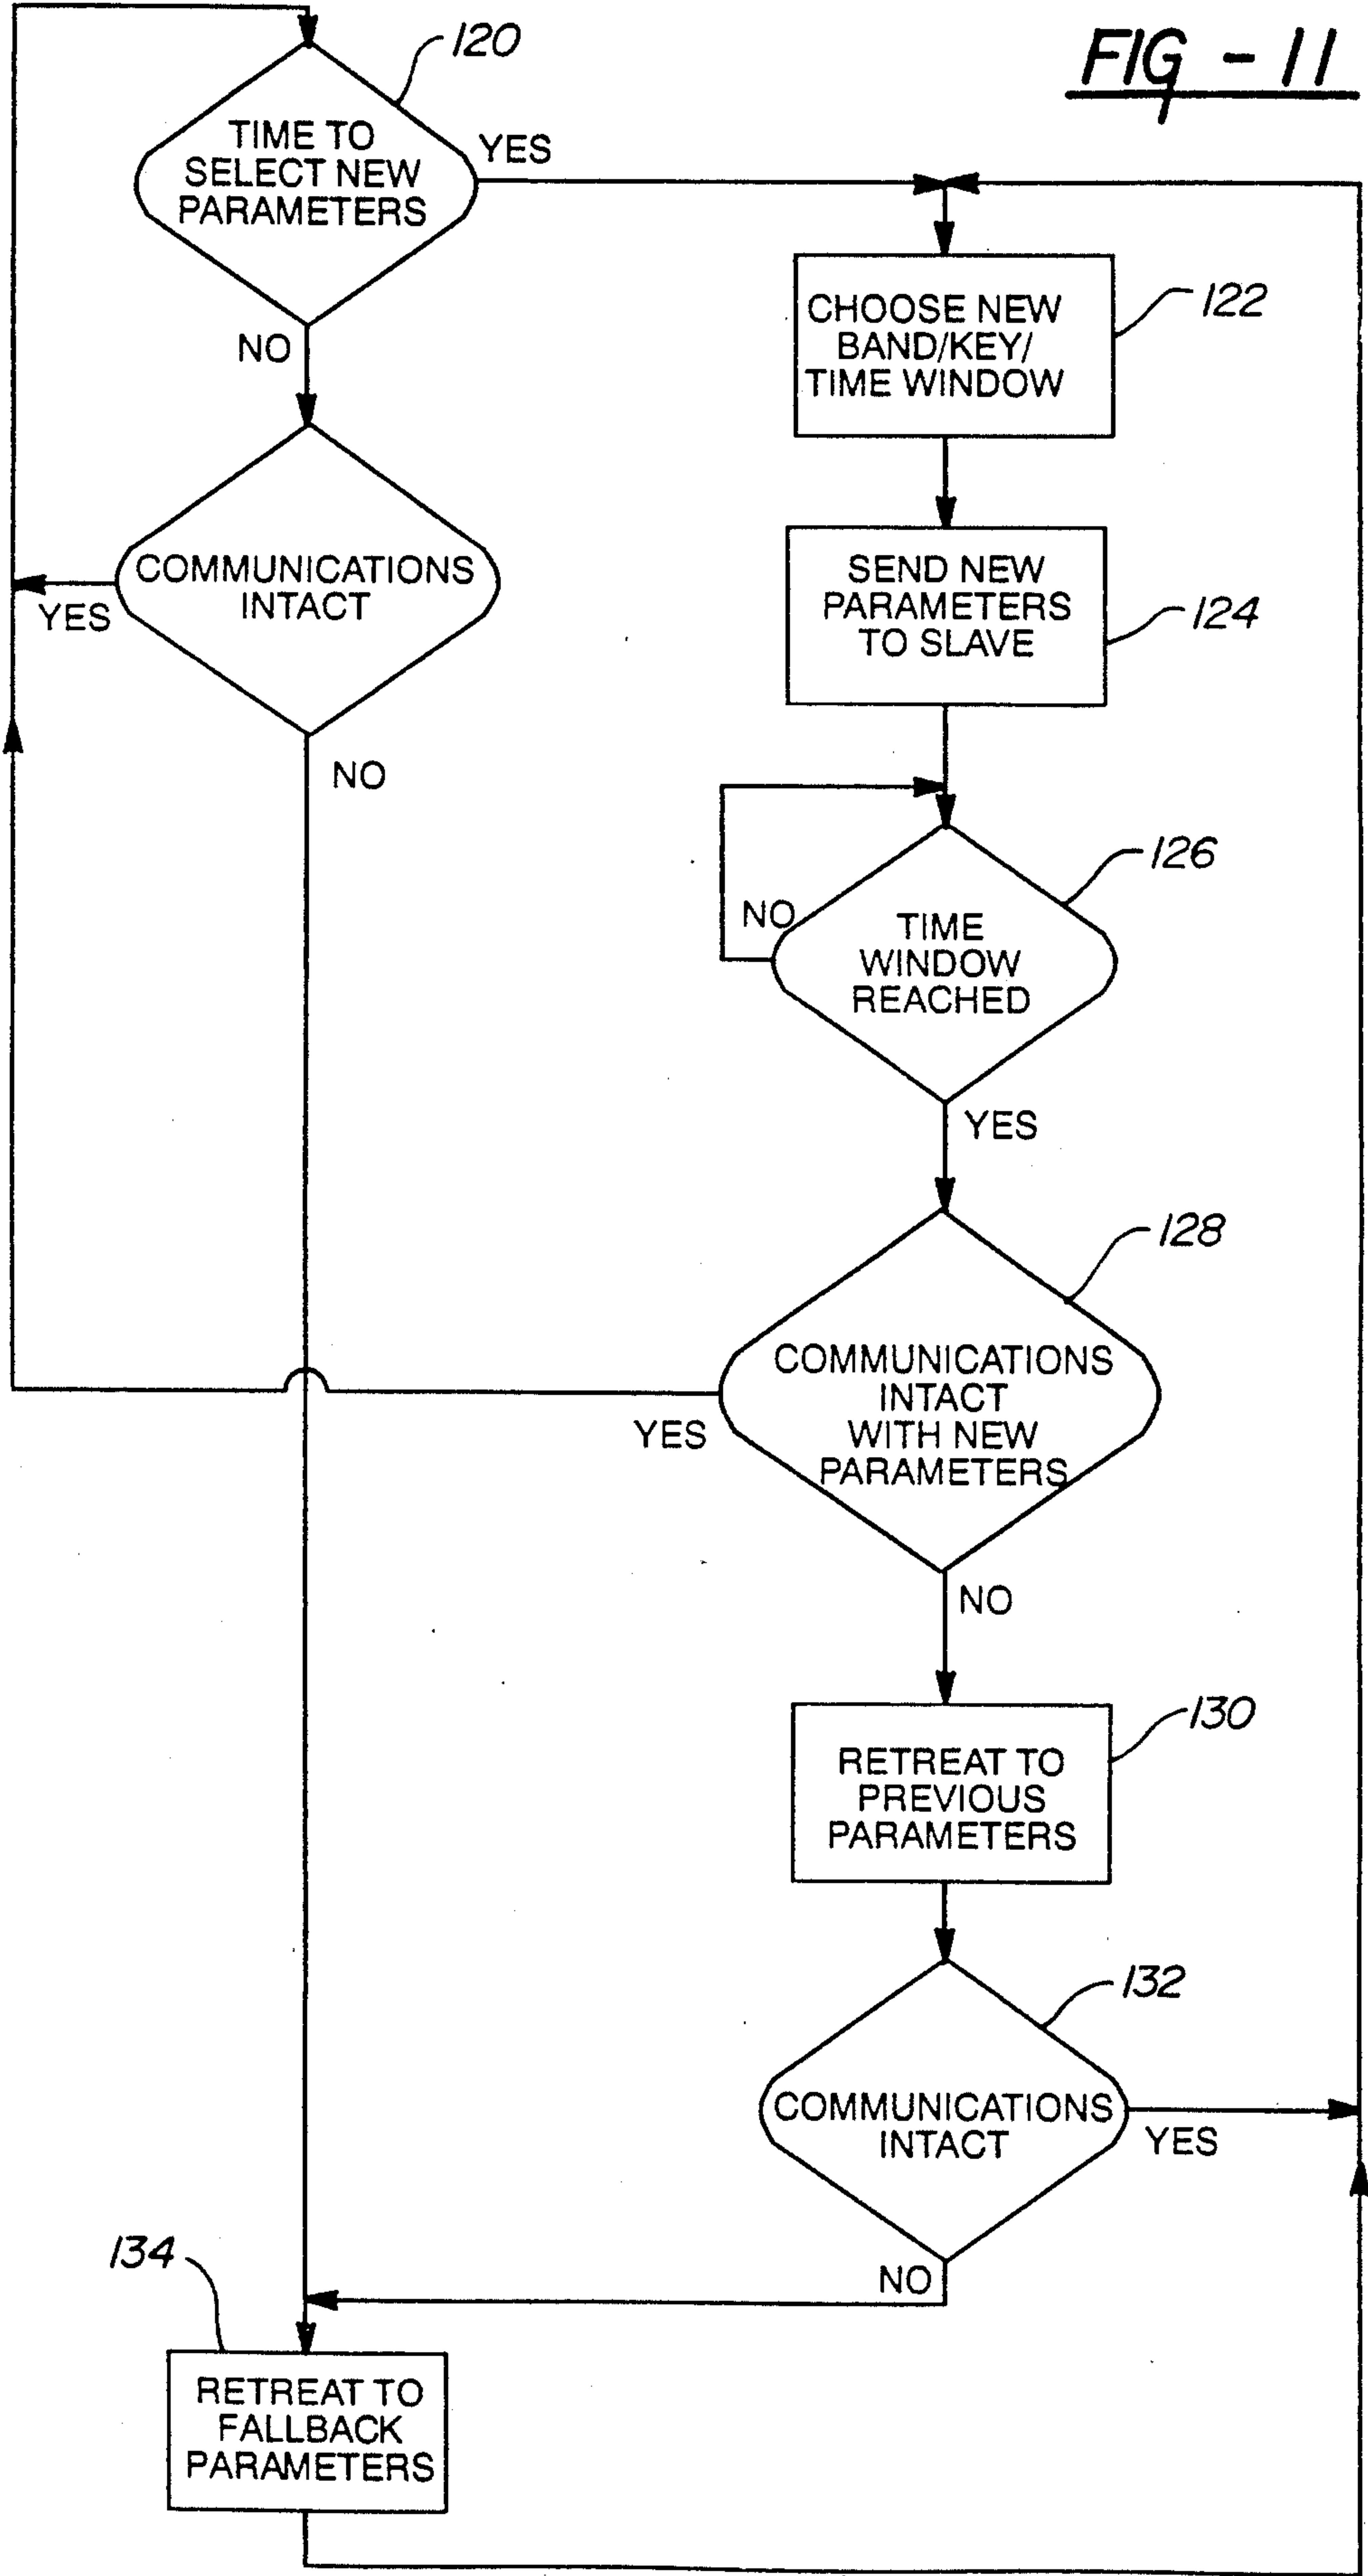 FIG - 11
120
TIME TO
SELECT NEW
PARAMETERS
YES
NO
122
CHOOSE NEW
BAND/KEY/
TIME WINDOW
COMMUNICATIONS
INTACT
YES
NO
SEND NEW
PARAMETERS
TO SLAVE
124
126
NO
TIME
WINDOW
REACHED
YES
128
COMMUNICATIONS
INTACT
WITH NEW
PARAMETERS
YES
NO
130
RETREAT TO
PREVIOUS
PARAMETERS
132
COMMUNICATIONS
INTACT
YES
NO
134
RETREAT TO
FALLBACK
PARAMETERS